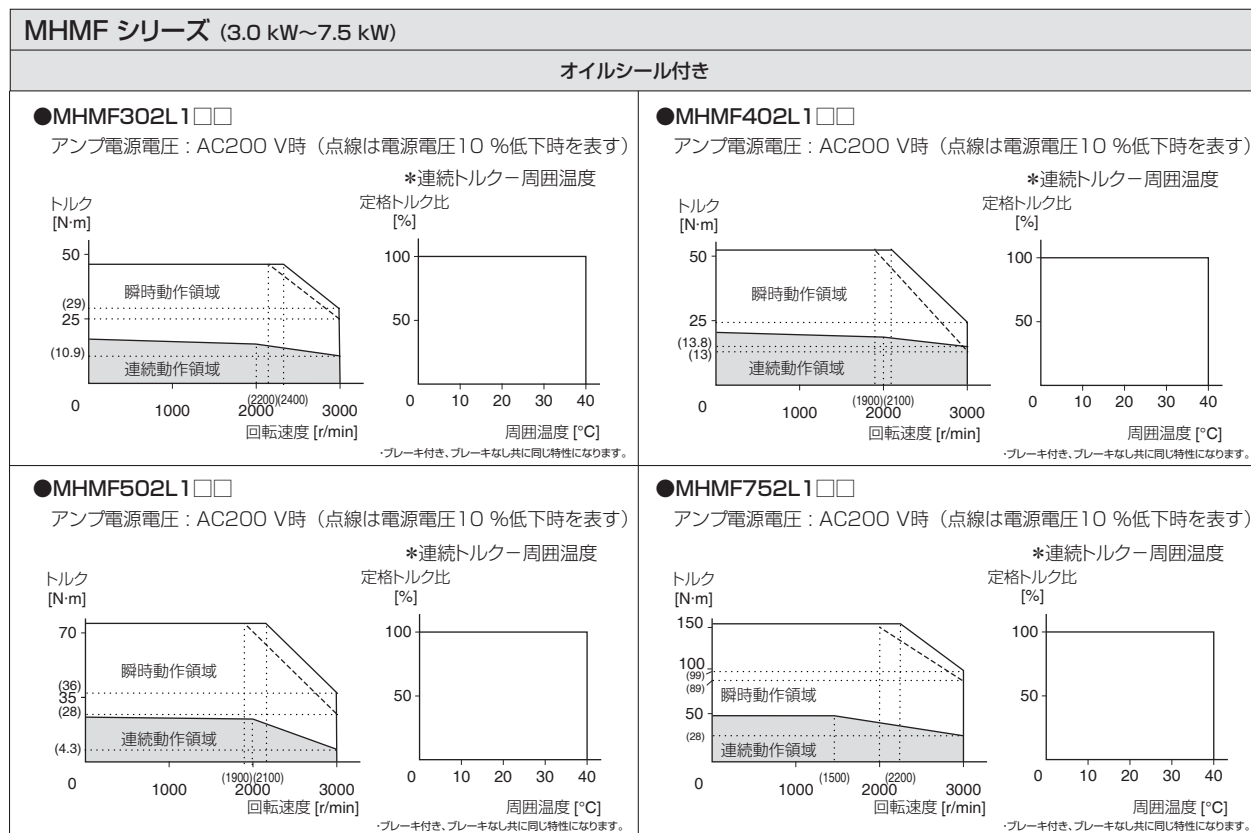 MHMF シリーズ (3.0 kW～7.5 kW)
オイルシール付き
●MHMF302L1□□
アンプ電源電圧 : AC200 V時（点線は電源電圧10 %低下時を表す）
＊連続トルクー周囲温度
トルク
[N·m]
50
(29)
25
(10.9)
0
瞬時動作領域
連続動作領域
1000
2000
3000
(2200)(2400)
回転速度 [r/min]
定格トルク比
[%]
100
50
0
10
20
30
40
周囲温度 [°C]
･ブレーキ付き、ブレーキなし共に同じ特性になります。
●MHMF402L1□□
アンプ電源電圧 : AC200 V時（点線は電源電圧10 %低下時を表す）
＊連続トルクー周囲温度
トルク
[N·m]
50
25
(13.8)
(13)
0
瞬時動作領域
連続動作領域
1000
2000
3000
(1900)(2100)
回転速度 [r/min]
定格トルク比
[%]
100
50
0
10
20
30
40
周囲温度 [°C]
･ブレーキ付き、ブレーキなし共に同じ特性になります。
●MHMF502L1□□
アンプ電源電圧 : AC200 V時（点線は電源電圧10 %低下時を表す）
＊連続トルクー周囲温度
トルク
[N·m]
70
(36)
35
(28)
(4.3)
0
瞬時動作領域
連続動作領域
1000
2000
3000
(1900)(2100)
回転速度 [r/min]
定格トルク比
[%]
100
50
0
10
20
30
40
周囲温度 [°C]
･ブレーキ付き、ブレーキなし共に同じ特性になります。
●MHMF752L1□□
アンプ電源電圧 : AC200 V時（点線は電源電圧10 %低下時を表す）
＊連続トルクー周囲温度
トルク
[N·m]
150
100
(99)
(89)
50
(28)
0
瞬時動作領域
連続動作領域
1000
2000
3000
(1500)
(2200)
回転速度 [r/min]
定格トルク比
[%]
100
50
0
10
20
30
40
周囲温度 [°C]
･ブレーキ付き、ブレーキなし共に同じ特性になります。